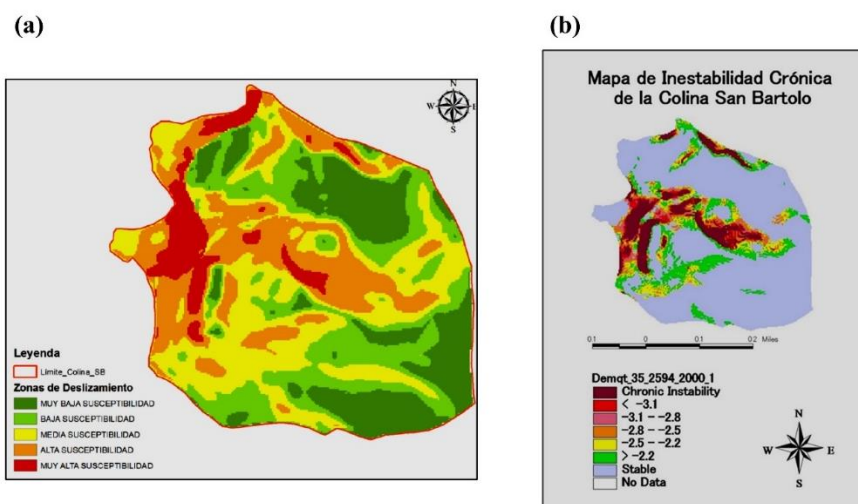 (a)
(b)
N
W E
S
Leyenda
Límite_Colina_SB
Zonas de Deslizamiento
MUY BAJA SUSCEPTIBILIDAD
BAJA SUSCEPTIBILIDAD
MEDIA SUSCEPTIBILIDAD
ALTA SUSCEPTIBILIDAD
MUY ALTA SUSCEPTIBILIDAD
Mapa de Inestabilidad Crónica
de la Colina San Bartolo
0.1 0 0.1 0.2 Miles
Demqt_35_2594_2000_1
Chronic Instability
< -3.1
-3.1 - -2.8
-2.8 - -2.5
-2.5 - -2.2
> -2.2
Stable
No Data
N
W E
S